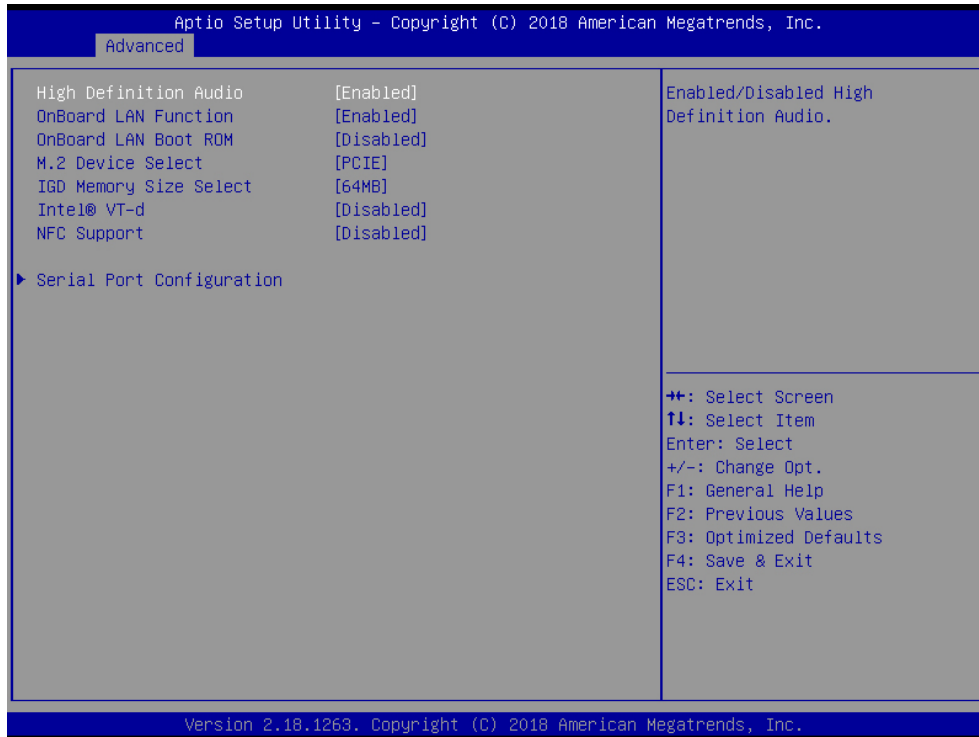 Aptio Setup Utility – Copyright (C) 2018 American Megatrends, Inc.
Advanced
High Definition Audio [Enabled]
OnBoard LAN Function [Enabled]
OnBoard LAN Boot ROM [Disabled]
M.2 Device Select [PCIE]
IGD Memory Size Select [64MB]
Intel® VT-d [Disabled]
NFC Support [Disabled]
▶ Serial Port Configuration
Enabled/Disabled High
Definition Audio.
→←: Select Screen
↑↓: Select Item
Enter: Select
+/-: Change Opt.
F1: General Help
F2: Previous Values
F3: Optimized Defaults
F4: Save & Exit
ESC: Exit
Version 2.18.1263. Copyright (C) 2018 American Megatrends, Inc.